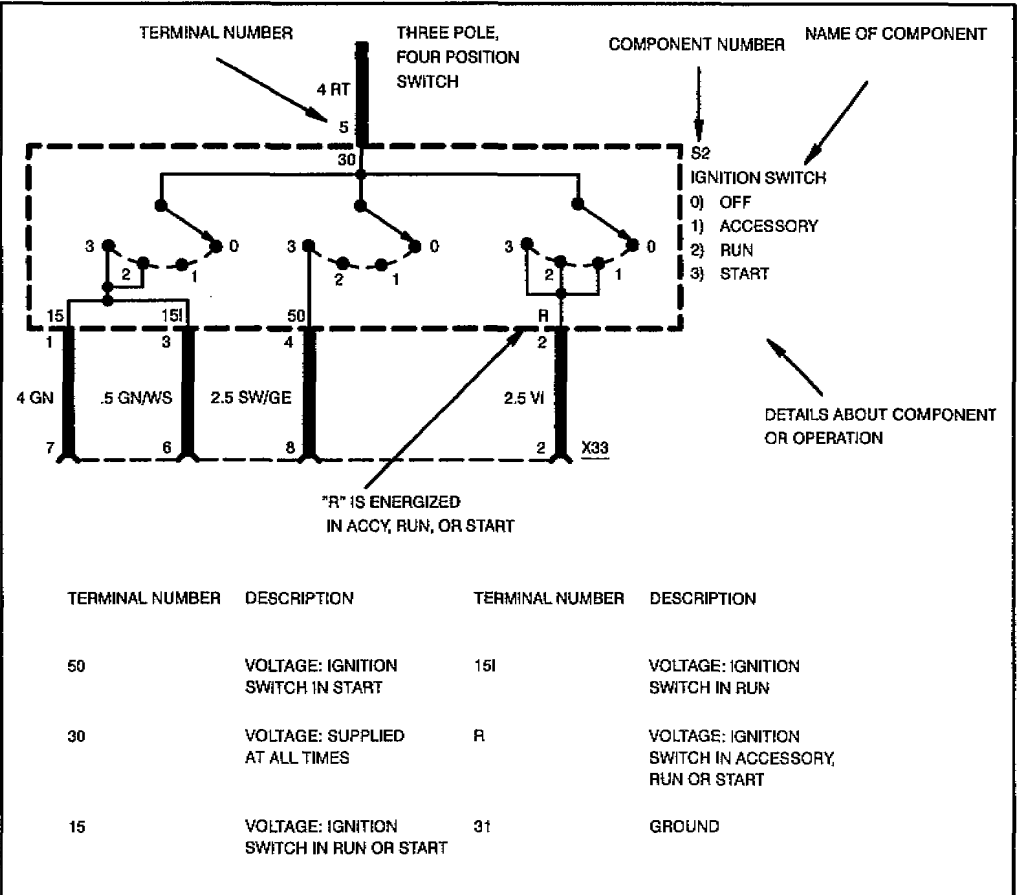 TERMINAL NUMBER
THREE POLE,
FOUR POSITION
SWITCH
COMPONENT NUMBER
NAME OF COMPONENT
4 RT
5
30
S2
IGNITION SWITCH
0) OFF
1) ACCESSORY
2) RUN
3) START
3 0 3 0 3 0
2 1 2 1 2 1
15 15I 50 R
1 3 4 2
4 GN .5 GN/WS 2.5 SW/GE 2.5 VI
7 6 8 2 X33
DETAILS ABOUT COMPONENT
OR OPERATION
"R" IS ENERGIZED
IN ACCY, RUN, OR START
TERMINAL NUMBER DESCRIPTION TERMINAL NUMBER DESCRIPTION
50 VOLTAGE: IGNITION 15I VOLTAGE: IGNITION
SWITCH IN START SWITCH IN RUN
30 VOLTAGE: SUPPLIED R VOLTAGE: IGNITION
AT ALL TIMES SWITCH IN ACCESSORY,
RUN OR START
15 VOLTAGE: IGNITION 31 GROUND
SWITCH IN RUN OR START